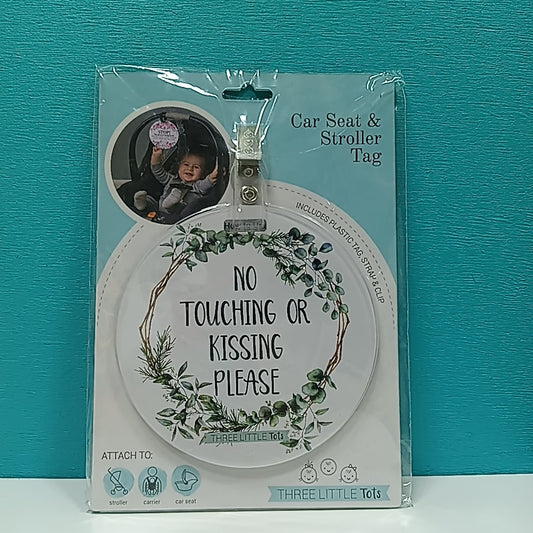 Car Seat &
Stroller
Tag
INCLUDES PLASTIC TAG, STRAP & CLIP
NO
TOUCHING OR
KISSING
PLEASE
THREE LITTLE Tots
ATTACH TO:
stroller
carrier
car seat
THREE LITTLE Tots